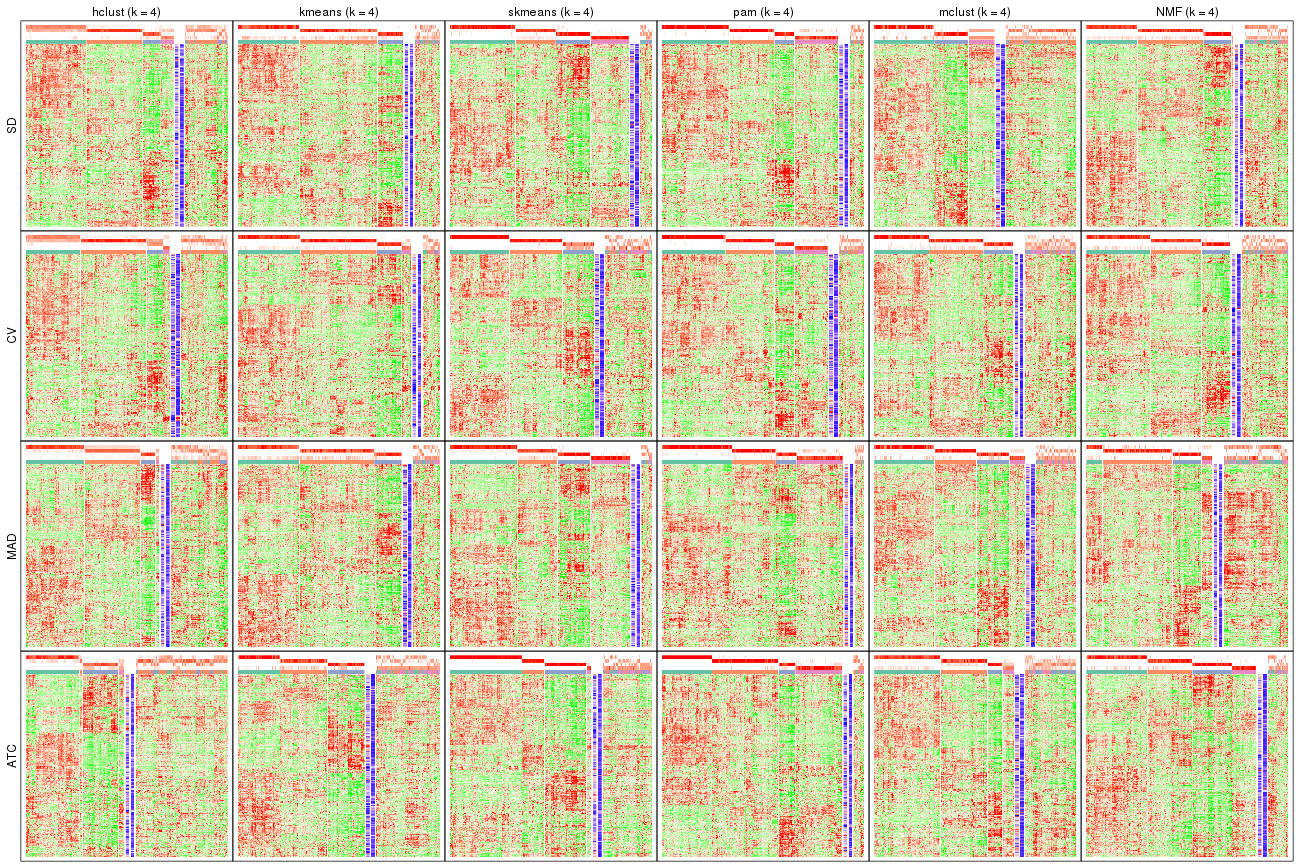 hclust (k = 4) kmeans (k = 4) skmeans (k = 4) pam (k = 4) mclust (k = 4) NMF (k = 4)
SD
CV
MAD
ATC